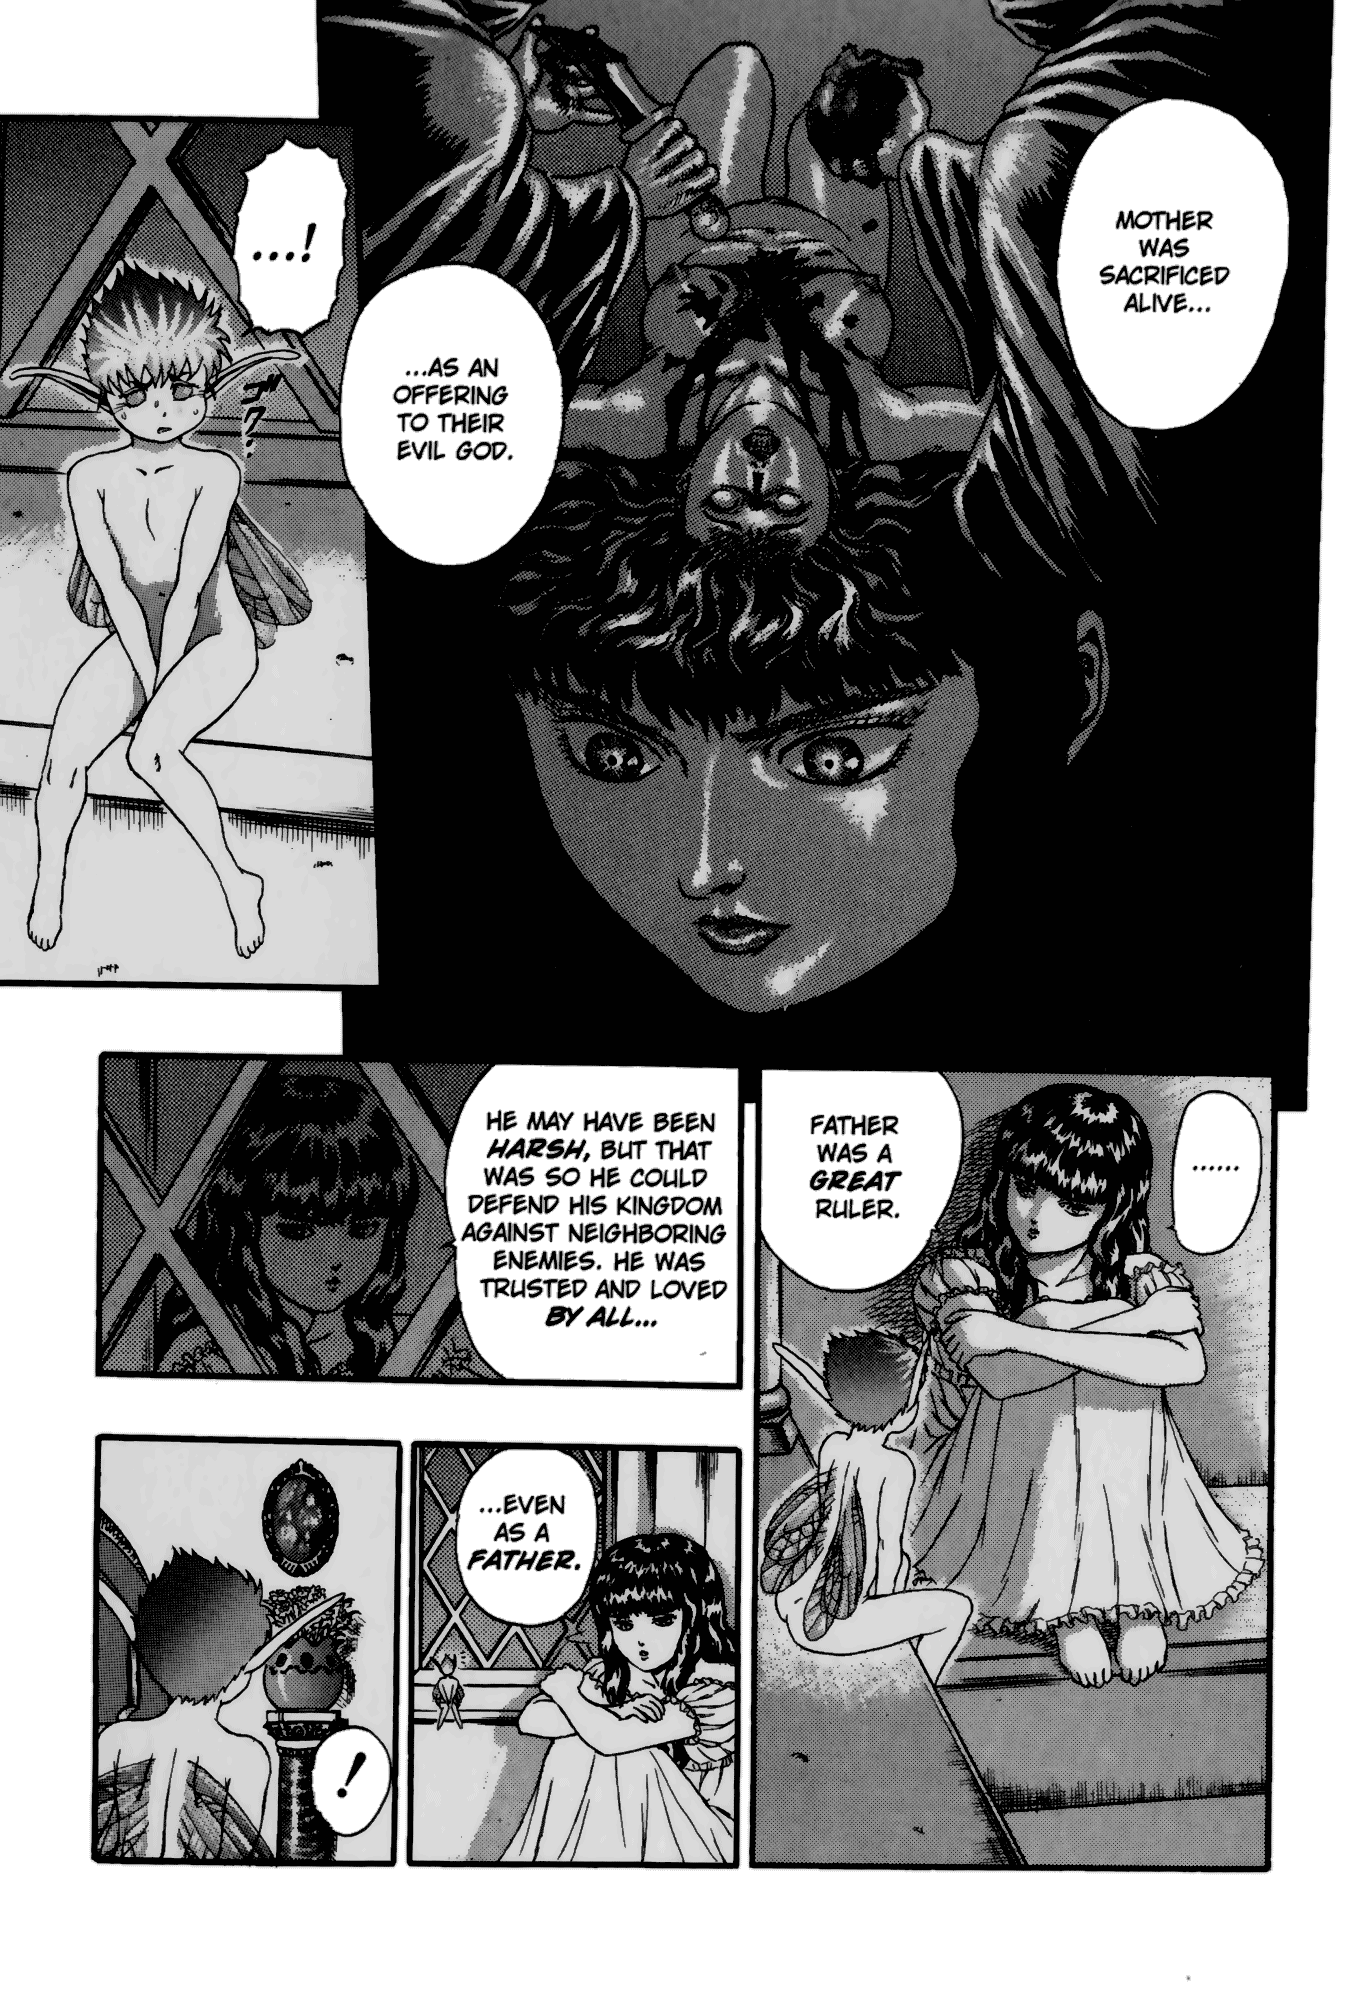 MOTHER
WAS
SACRIFICED
ALIVE...
...AS AN
OFFERING
TO THEIR
EVIL GOD.
...!
ゴク…
......
FATHER
WAS A
GREAT
RULER.
HE MAY HAVE BEEN
HARSH, BUT THAT
WAS SO HE COULD
DEFEND HIS KINGDOM
AGAINST NEIGHBORING
ENEMIES. HE WAS
TRUSTED AND LOVED
BY ALL...
...EVEN
AS A
FATHER.
!